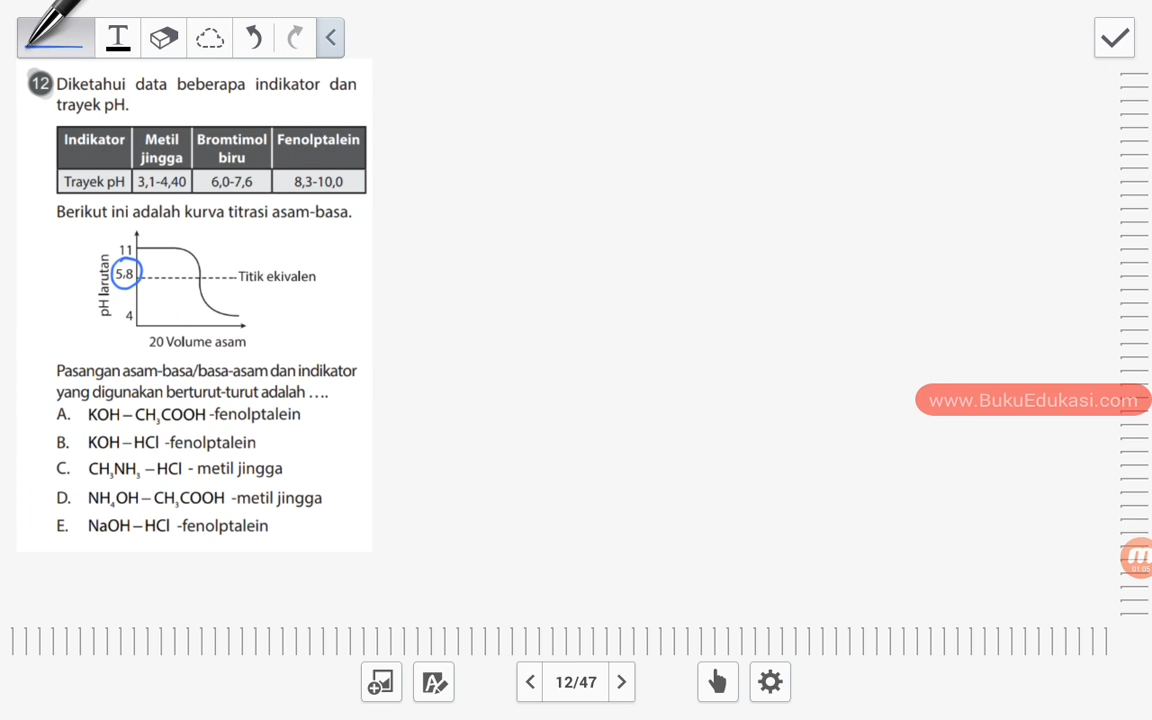 T
12 Diketahui data beberapa indikator dan
trayek pH.
Indikator Metil jingga Bromtimol biru Fenolptalein
Trayek pH 3,1-4,40 6,0-7,6 8,3-10,0
Berikut ini adalah kurva titrasi asam-basa.
pH larutan
11
5,8 Titik ekivalen
4
20 Volume asam
Pasangan asam-basa/basa-asam dan indikator
yang digunakan berturut-turut adalah ....
A. KOH – CH₃COOH -fenolptalein
B. KOH – HCl -fenolptalein
C. CH₃NH₃ – HCl - metil jingga
D. NH₄OH – CH₃COOH -metil jingga
E. NaOH – HCl -fenolptalein
www.BukuEdukasi.com
01:05
A
12/47